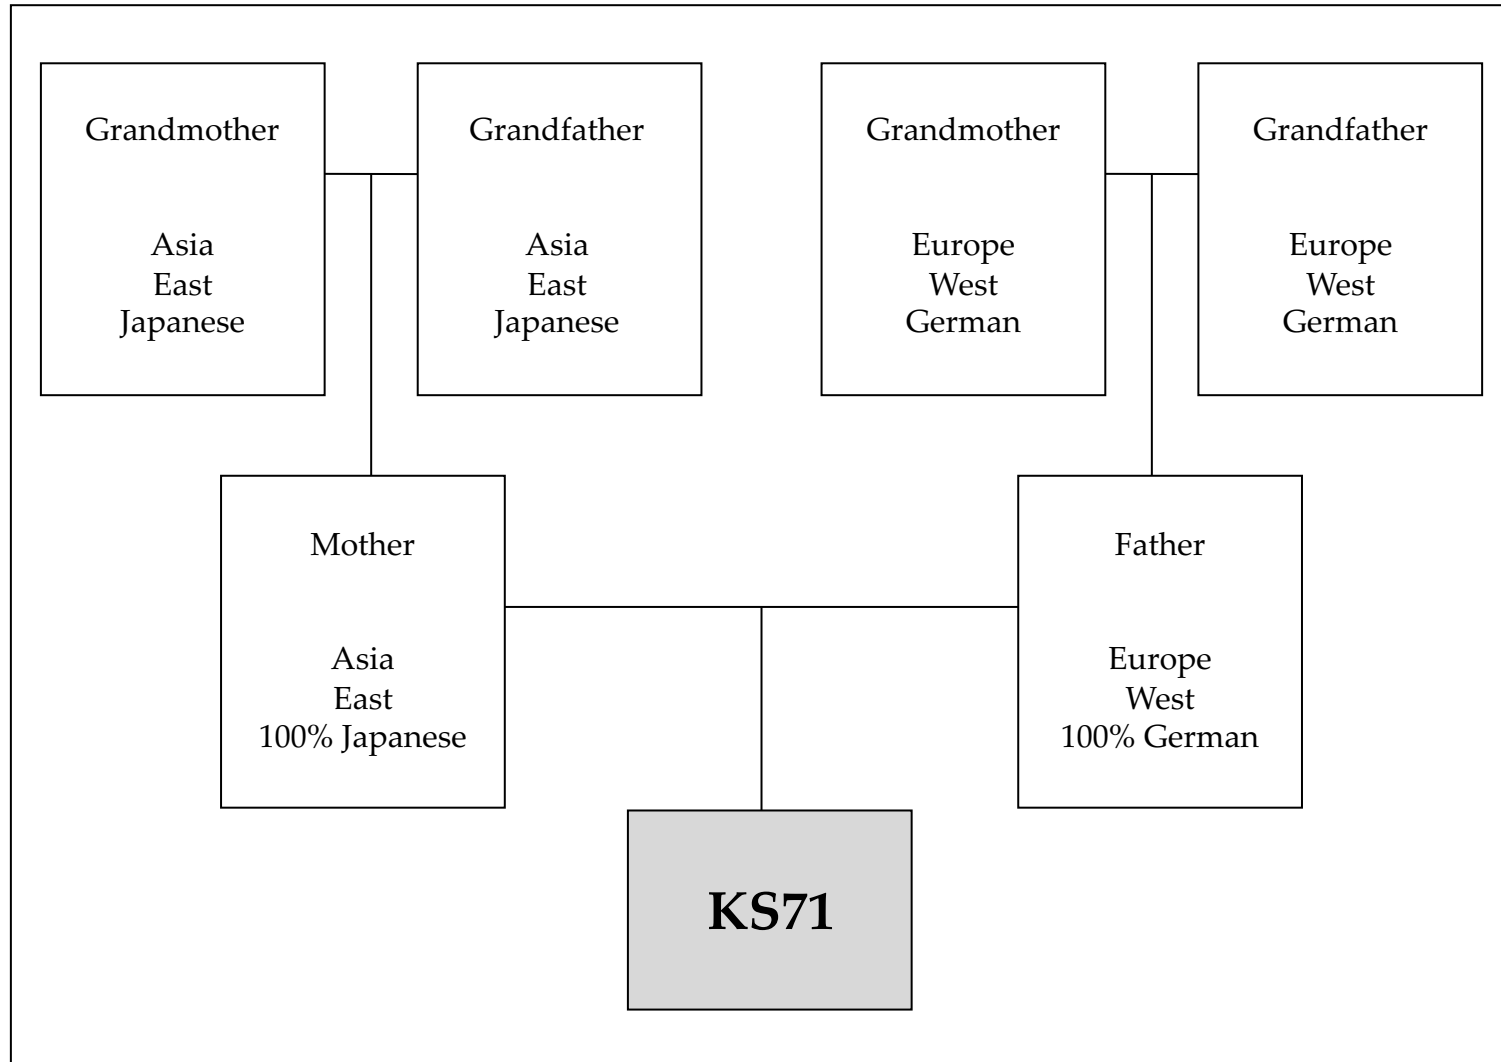 Grandmother
Asia
East
Japanese
Grandfather
Asia
East
Japanese
Grandmother
Europe
West
German
Grandfather
Europe
West
German
Mother
Asia
East
100% Japanese
Father
Europe
West
100% German
KS71